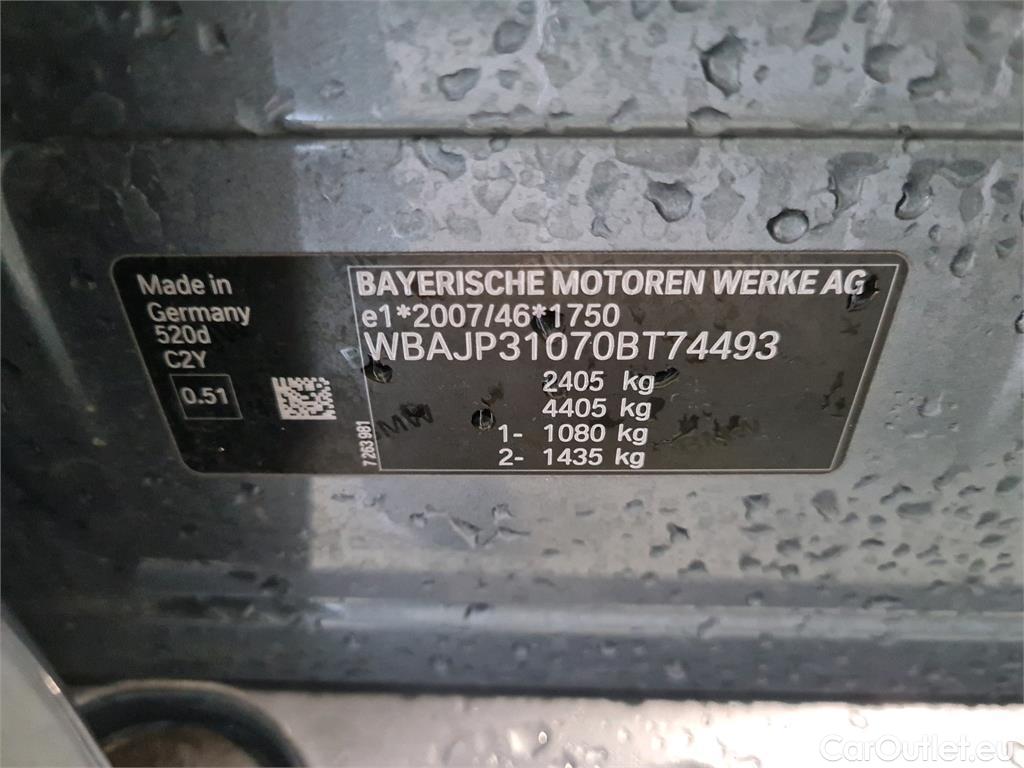 Made in
Germany
520d
C2Y
0.51
7 263 981
BAYERISCHE MOTOREN WERKE AG
e1*2007/46*1750
WBAJP31070BT74493
2405 kg
4405 kg
1- 1080 kg
2- 1435 kg
BMW
CarOutlet.eu